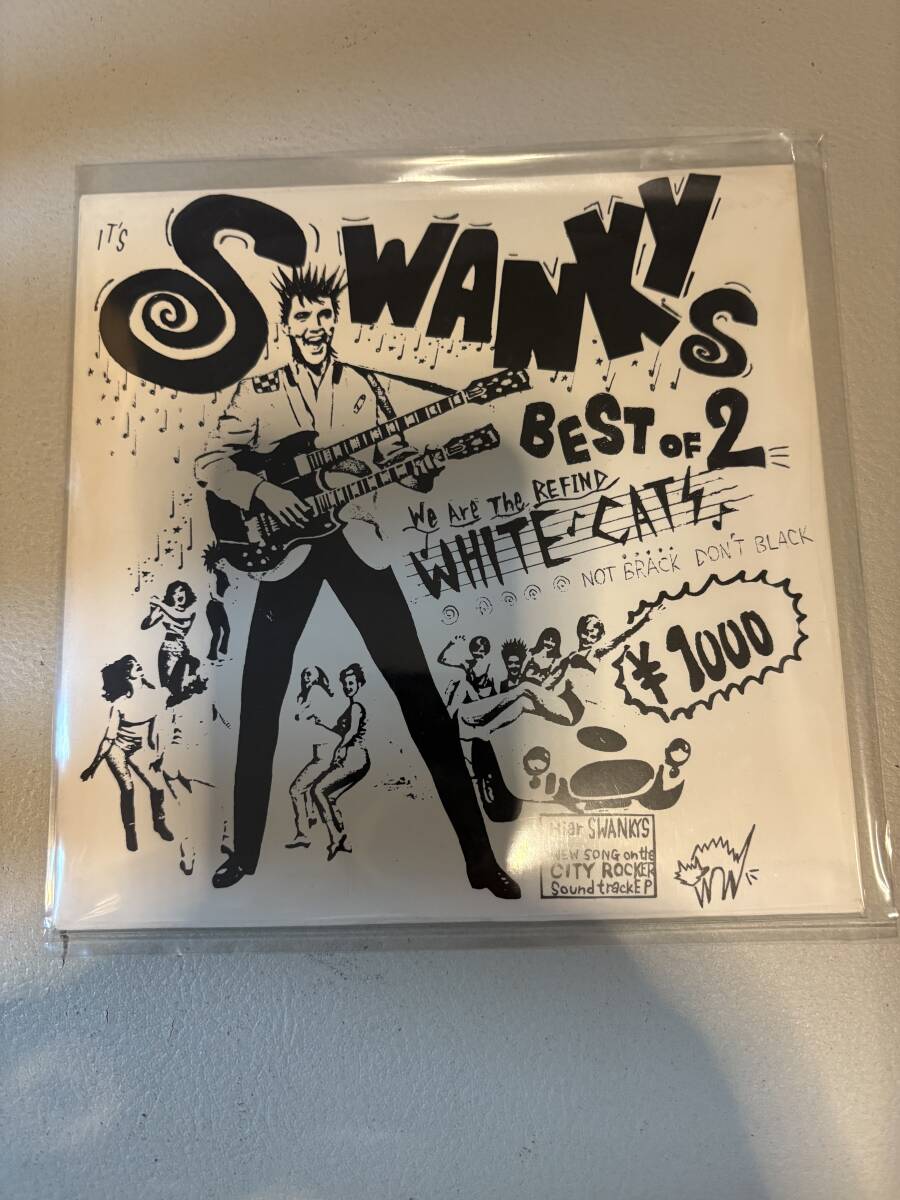 IT'S
SWANKYS
BEST OF 2
We Are The REFIND
WHITE CATS
NOT BRACK DON'T BLACK
¥1000
Hiar SWANKYS
NEW SONG on the
CITY ROCKER
Sound track EP